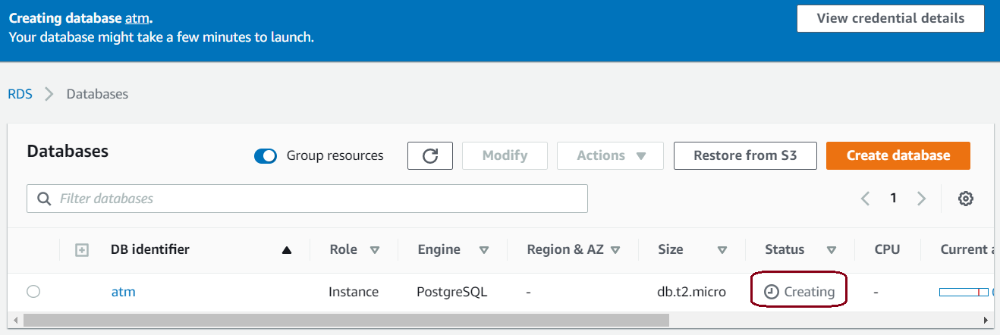 Creating database atm.
Your database might take a few minutes to launch.
View credential details
RDS > Databases
Databases
Group resources
Modify
Actions
Restore from S3
Create database
Filter databases
1
DB identifier Role Engine Region & AZ Size Status CPU Current
atm Instance PostgreSQL - db.t2.micro Creating -